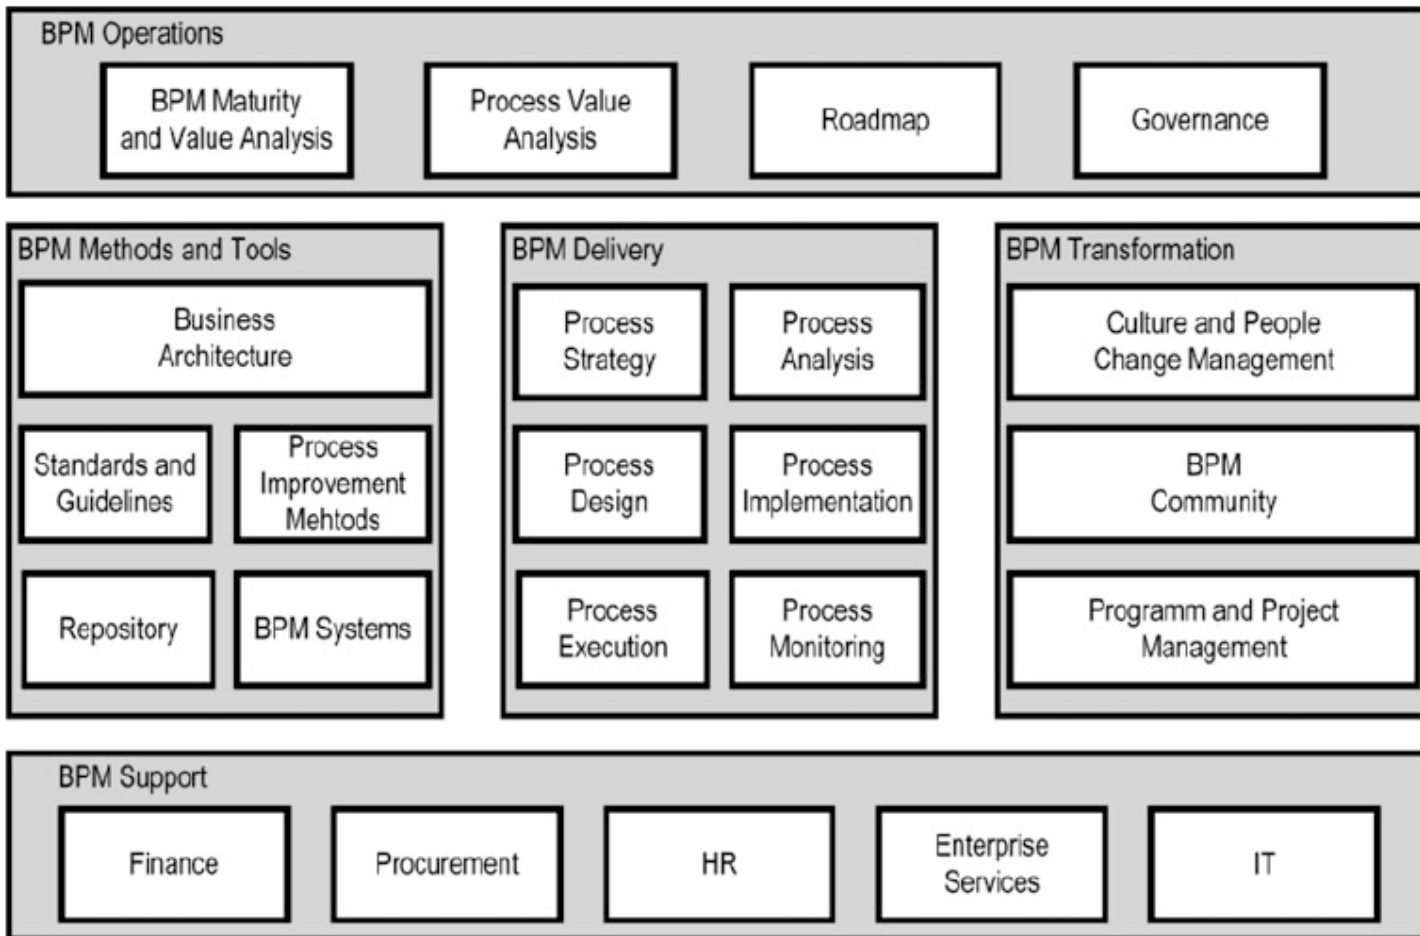 BPM Operations
BPM Maturity
and Value Analysis
Process Value
Analysis
Roadmap
Governance
BPM Methods and Tools
Business
Architecture
Standards and
Guidelines
Process
Improvement
Mehtods
Repository
BPM Systems
BPM Delivery
Process
Strategy
Process
Analysis
Process
Design
Process
Implementation
Process
Execution
Process
Monitoring
BPM Transformation
Culture and People
Change Management
BPM
Community
Programm and Project
Management
BPM Support
Finance
Procurement
HR
Enterprise
Services
IT